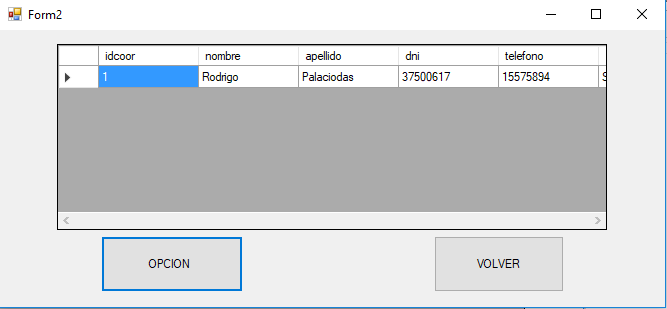 Form2
idcoor nombre apellido dni telefono
1 Rodrigo Palaciodas 37500617 15575894 S
OPCION VOLVER